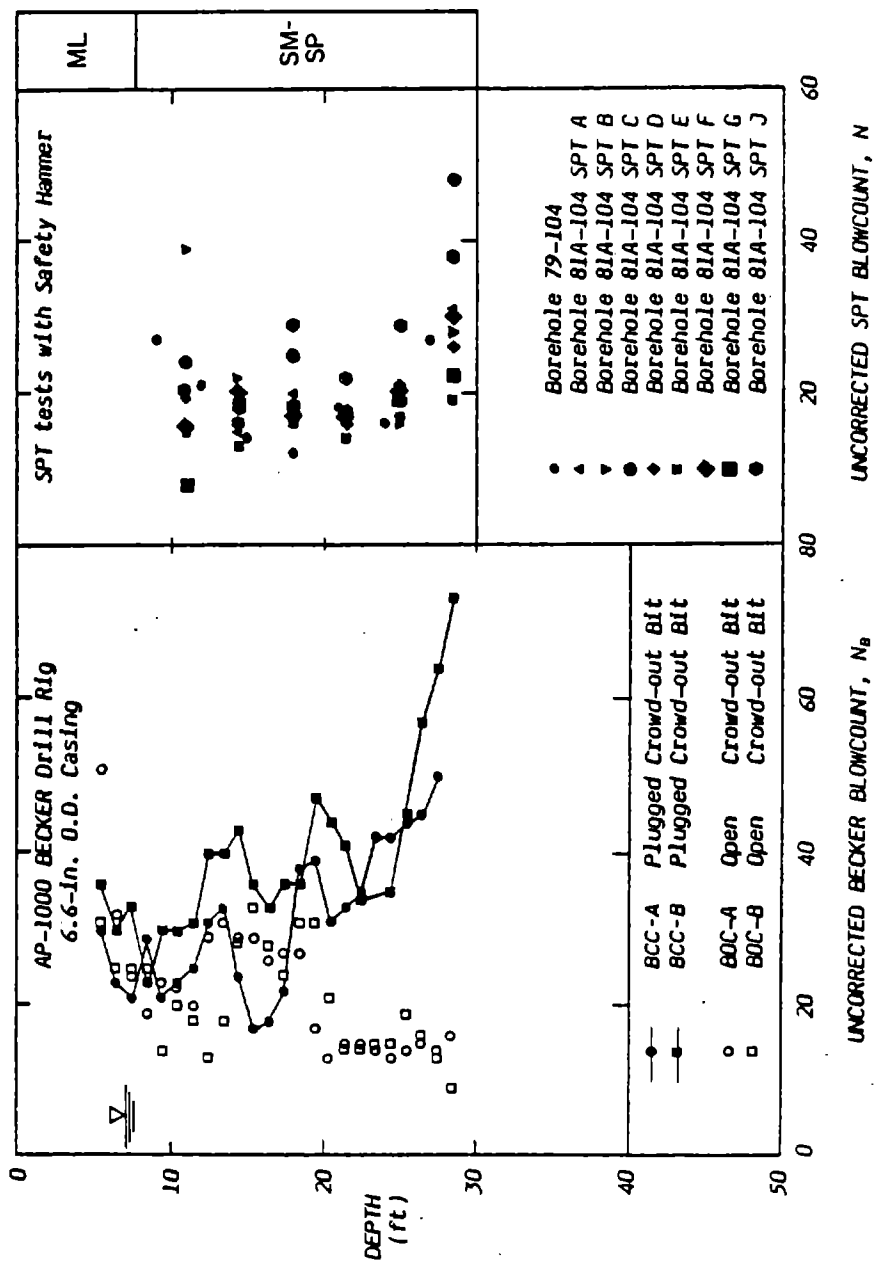 AP-1000 BECKER Drill Rig
6.6-In. O.D. Casing
SPT tests with Safety Hammer
ML
SM-
SP
0
10
20
30
40
50
DEPTH
(ft)
BCC-A Plugged Crowd-out Bit
BCC-B Plugged Crowd-out Bit
BOC-A Open Crowd-out Bit
BOC-B Open Crowd-out Bit
Borehole 79-104
Borehole 81A-104 SPT A
Borehole 81A-104 SPT B
Borehole 81A-104 SPT C
Borehole 81A-104 SPT D
Borehole 81A-104 SPT E
Borehole 81A-104 SPT F
Borehole 81A-104 SPT G
Borehole 81A-104 SPT J
0 20 40 60 80 20 40 60
UNCORRECTED BECKER BLOWCOUNT, N_B
UNCORRECTED SPT BLOWCOUNT, N